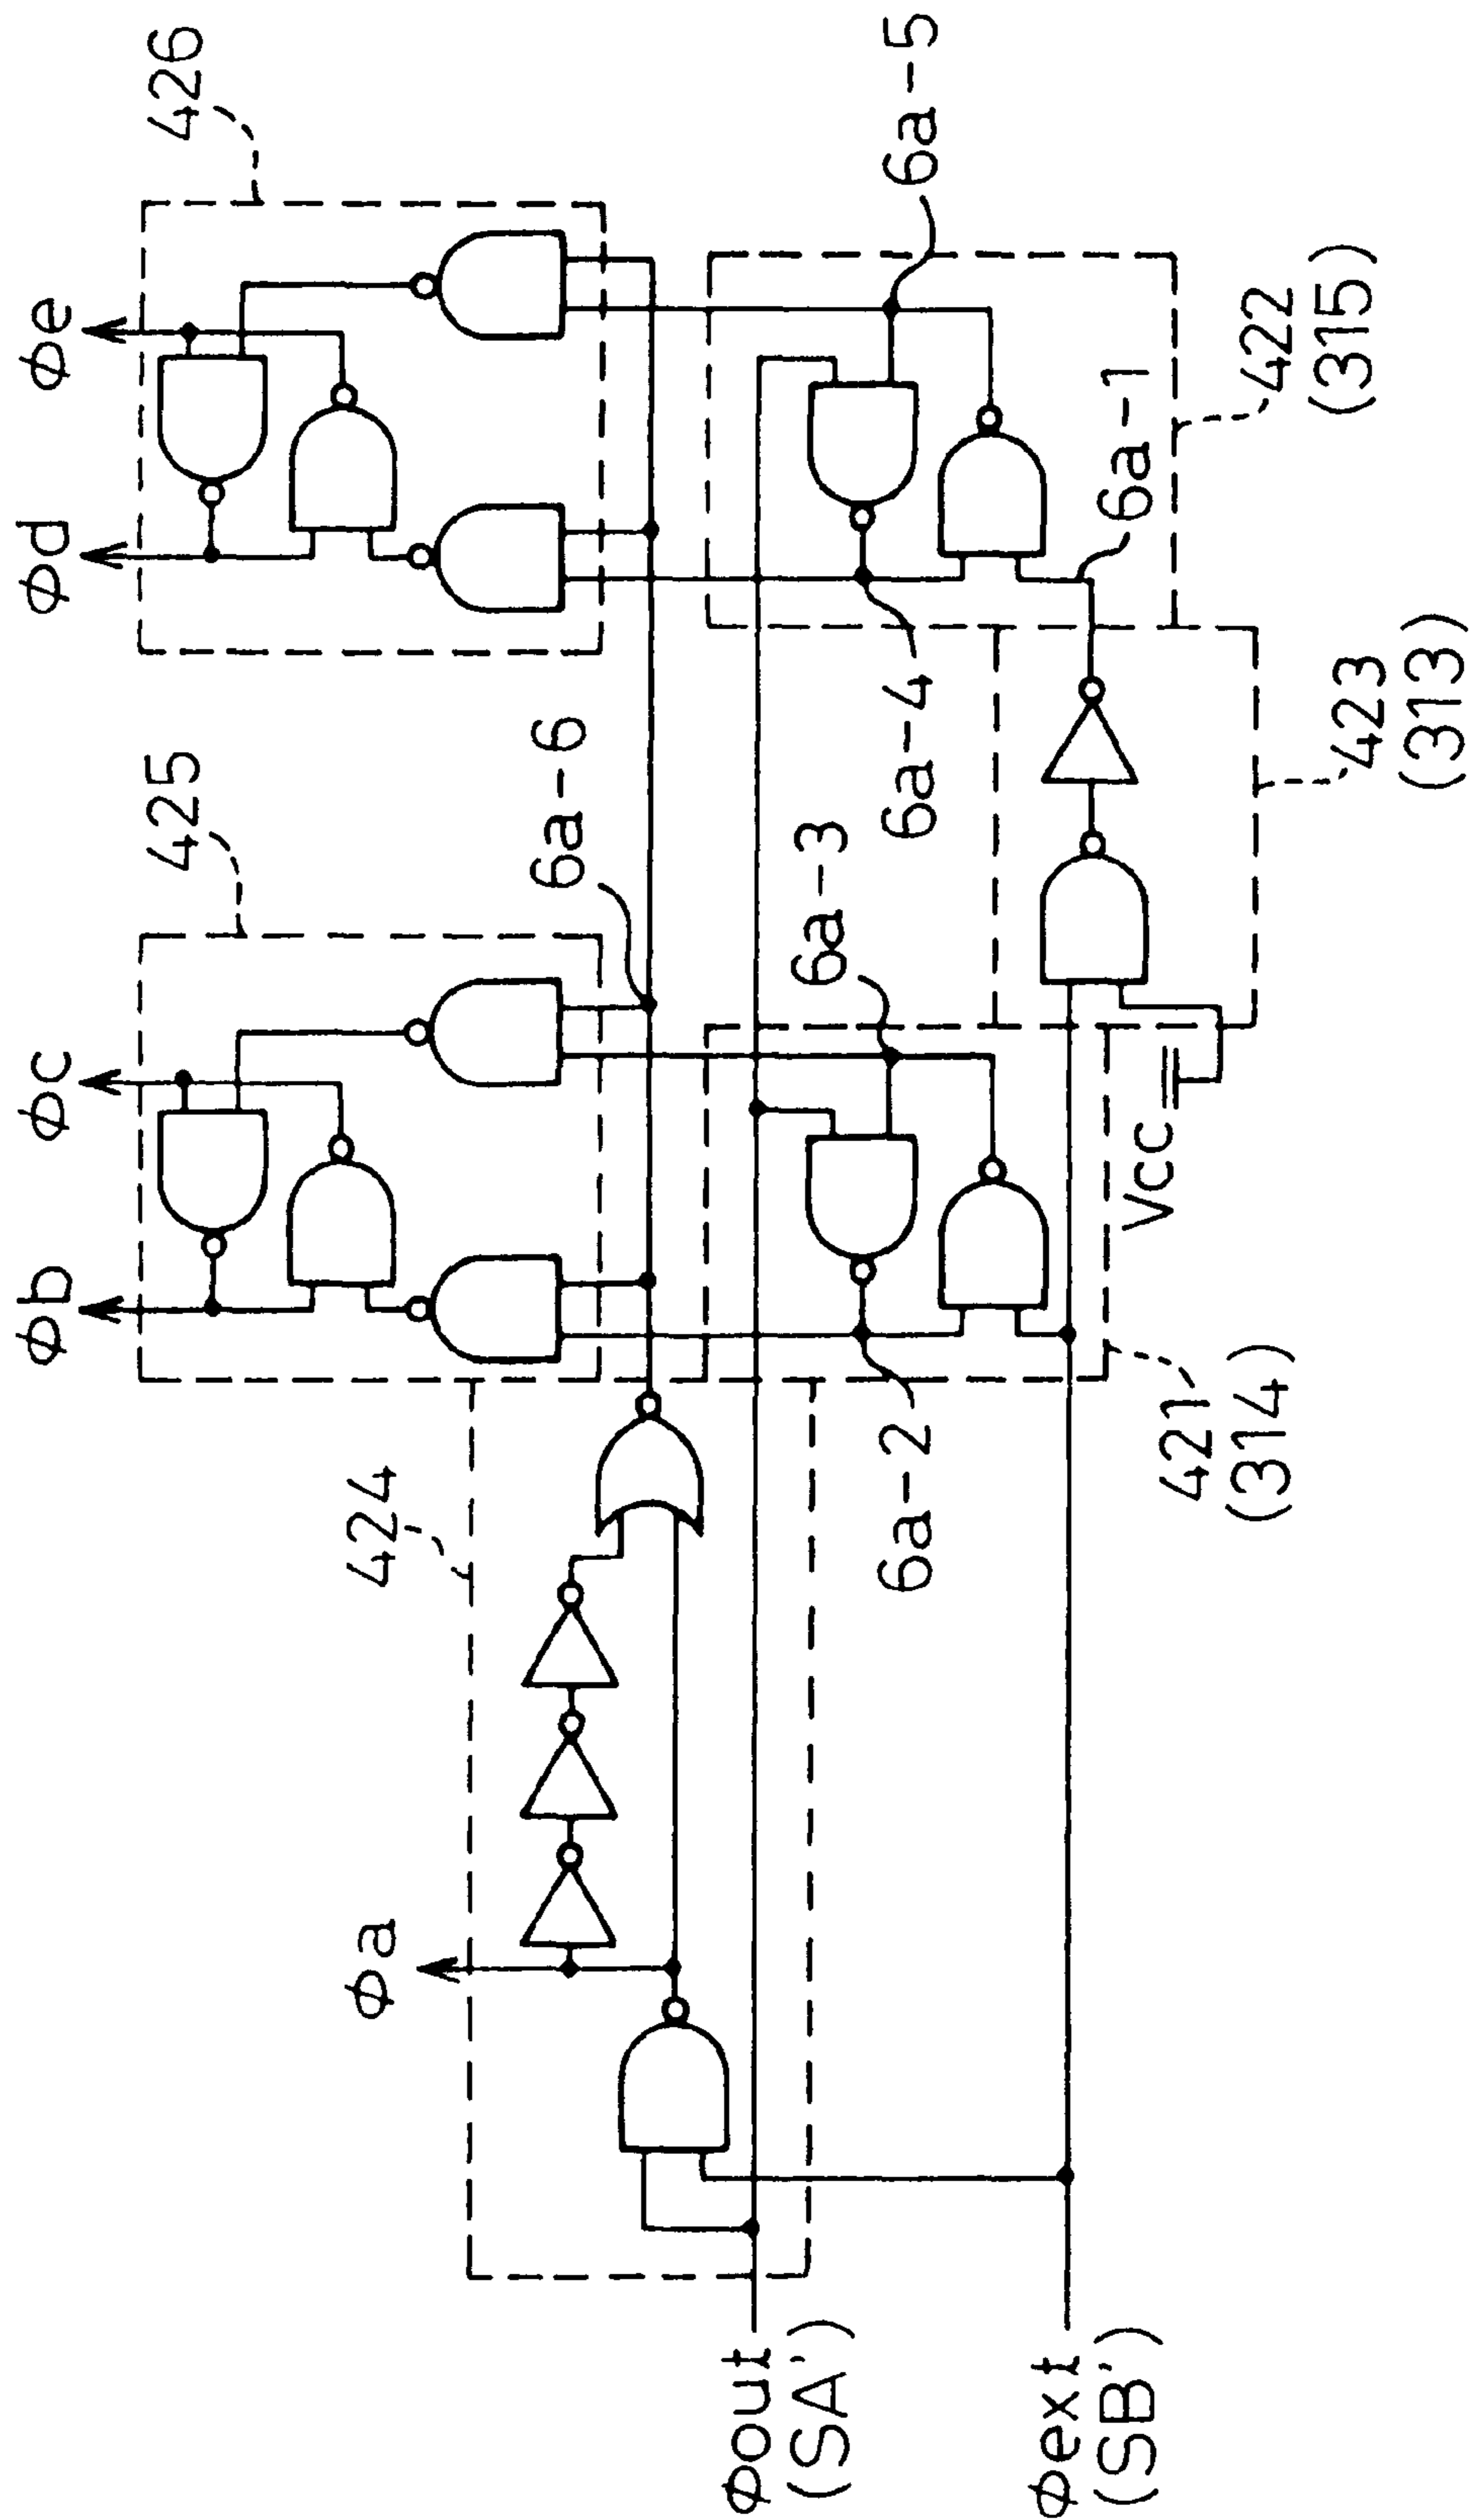 φa
φb
φc
φd
φe
424
425
426
6a-6
6a-3
6a-5
6a-2
6a-4
6a-1
Vcc
φout
(SA')
φext
(SB')
421
(314)
423
(313)
422
(315)